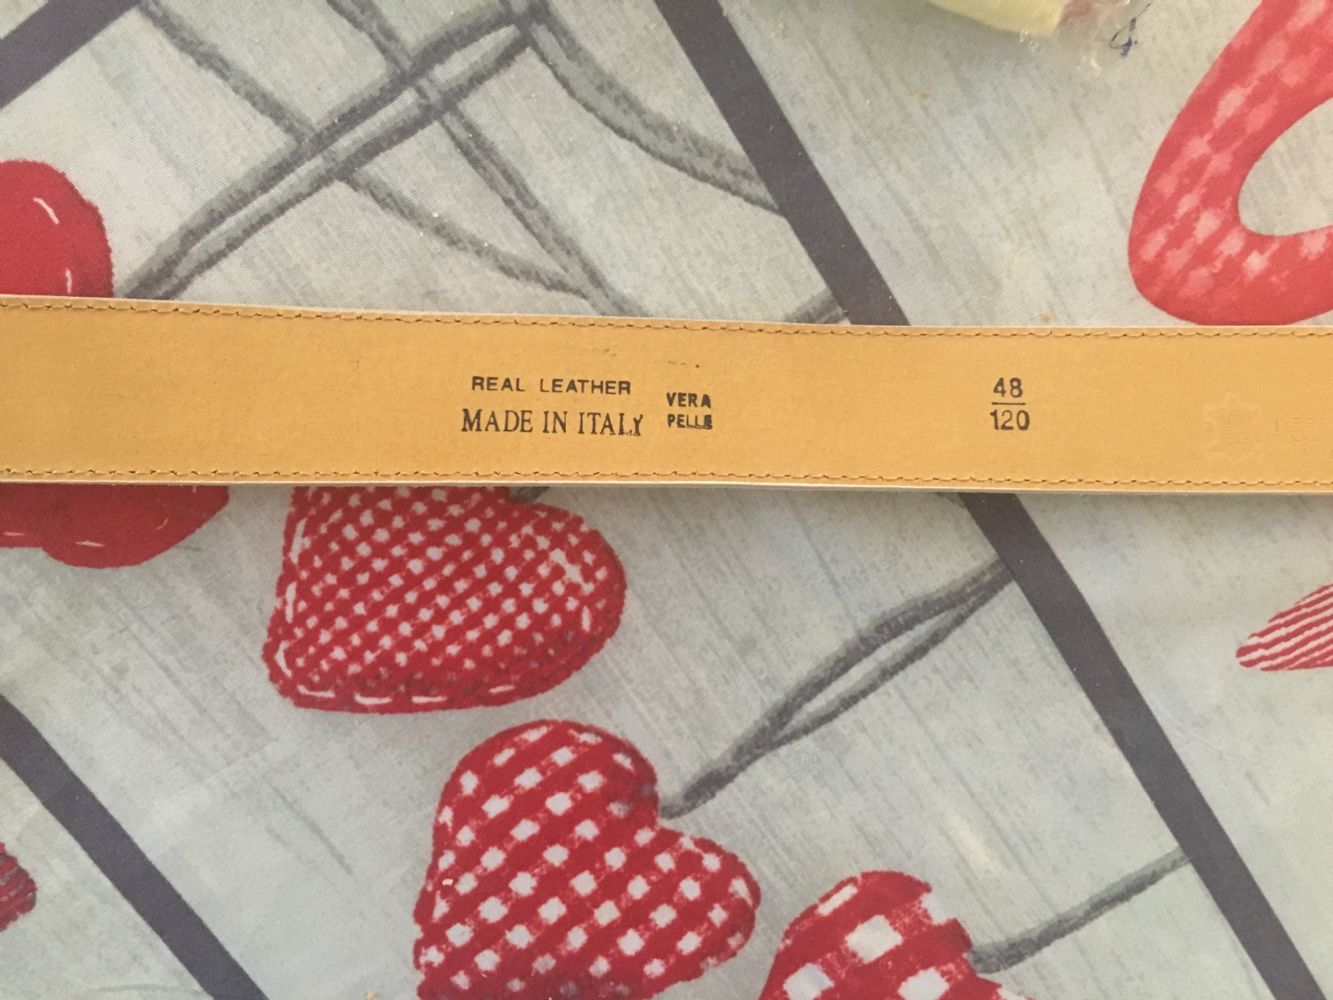 REAL LEATHER
MADE IN ITALY
VERA
PELLE
48
120